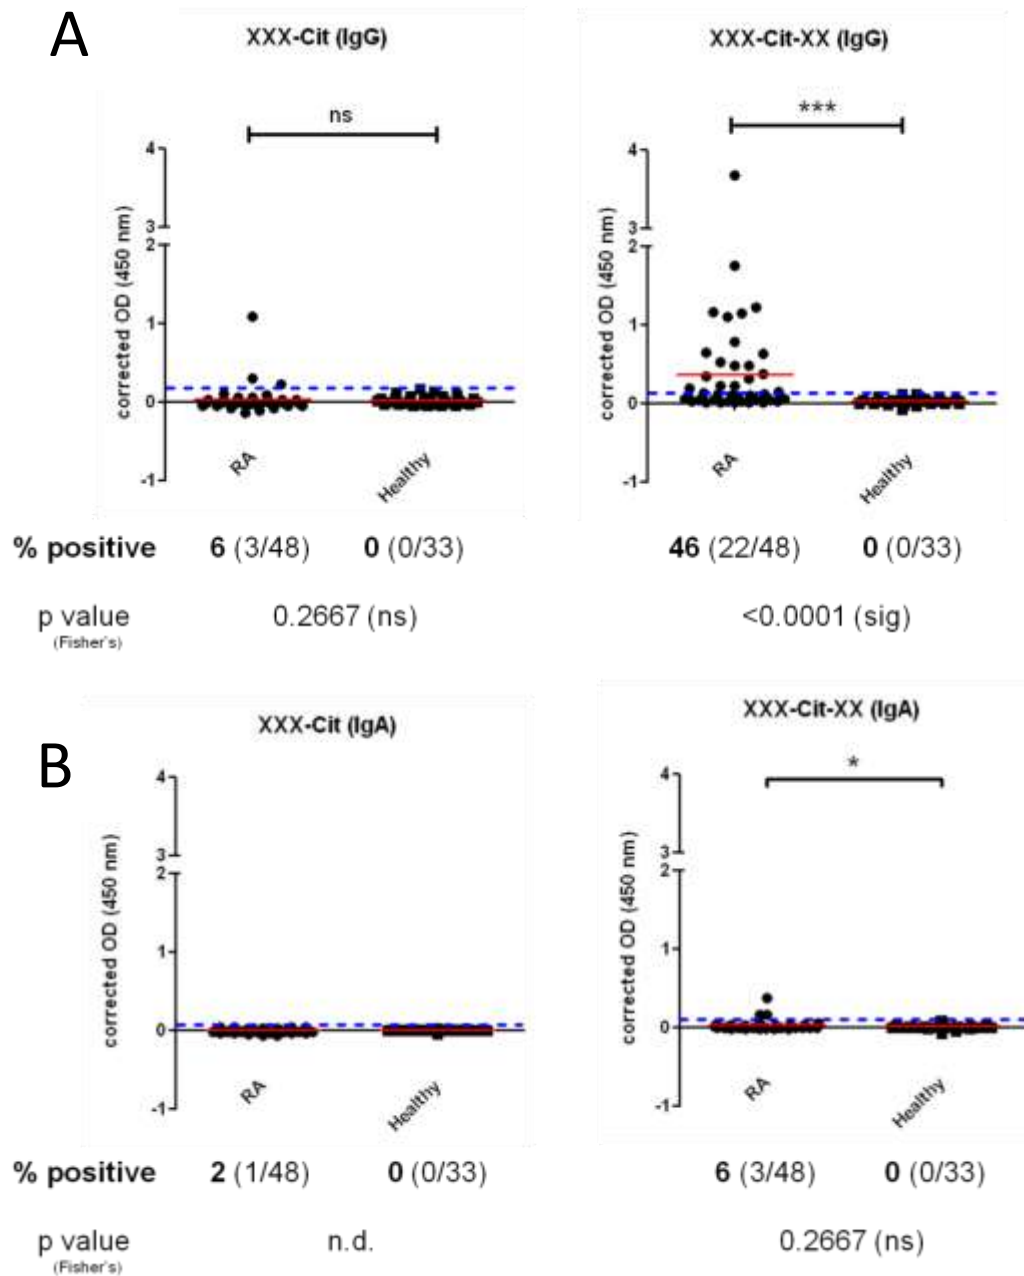 A
XXX-Cit (IgG)
ns
4
3
2
1
0
-1
corrected OD (450 nm)
RA
Healthy
XXX-Cit-XX (IgG)
***
4
3
2
1
0
-1
corrected OD (450 nm)
RA
Healthy
% positive 6 (3/48) 0 (0/33) 46 (22/48) 0 (0/33)
p value 0.2667 (ns) <0.0001 (sig)
(Fisher's)
B
XXX-Cit (IgA)
4
3
2
1
0
-1
corrected OD (450 nm)
RA
Healthy
XXX-Cit-XX (IgA)
*
4
3
2
1
0
-1
corrected OD (450 nm)
RA
Healthy
% positive 2 (1/48) 0 (0/33) 6 (3/48) 0 (0/33)
p value n.d. 0.2667 (ns)
(Fisher's)